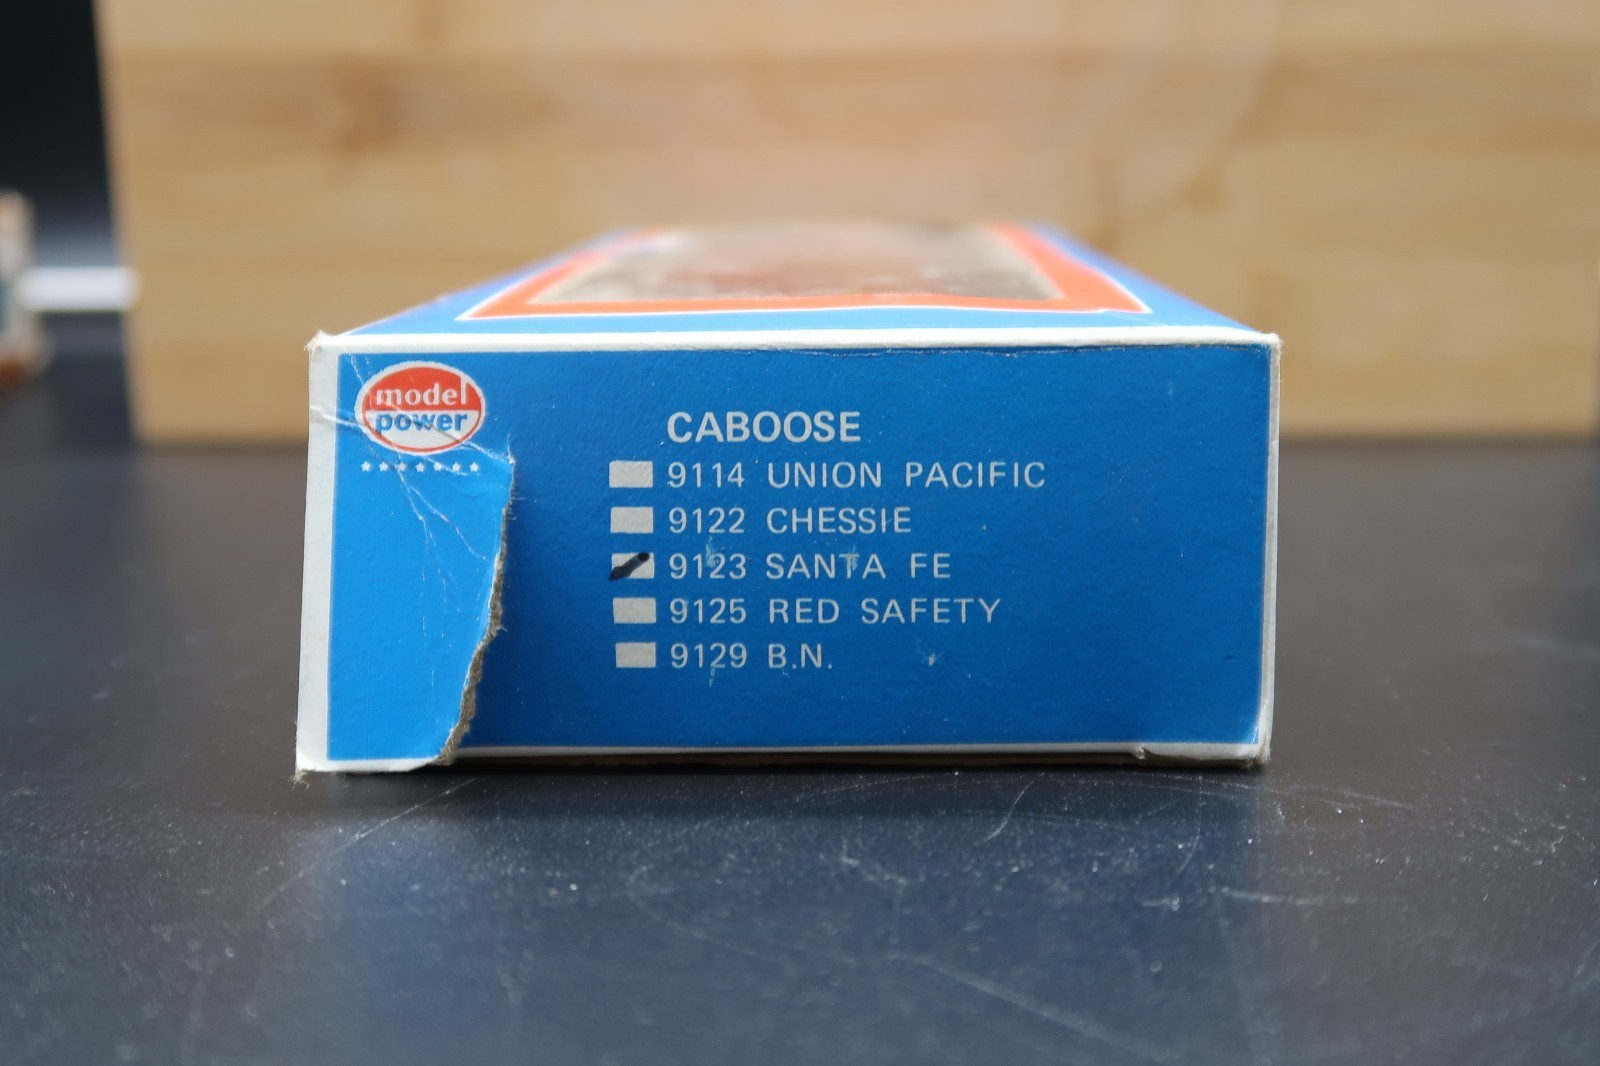 model
power
CABOOSE
9114 UNION PACIFIC
9122 CHESSIE
9123 SANTA FE
9125 RED SAFETY
9129 B.N.